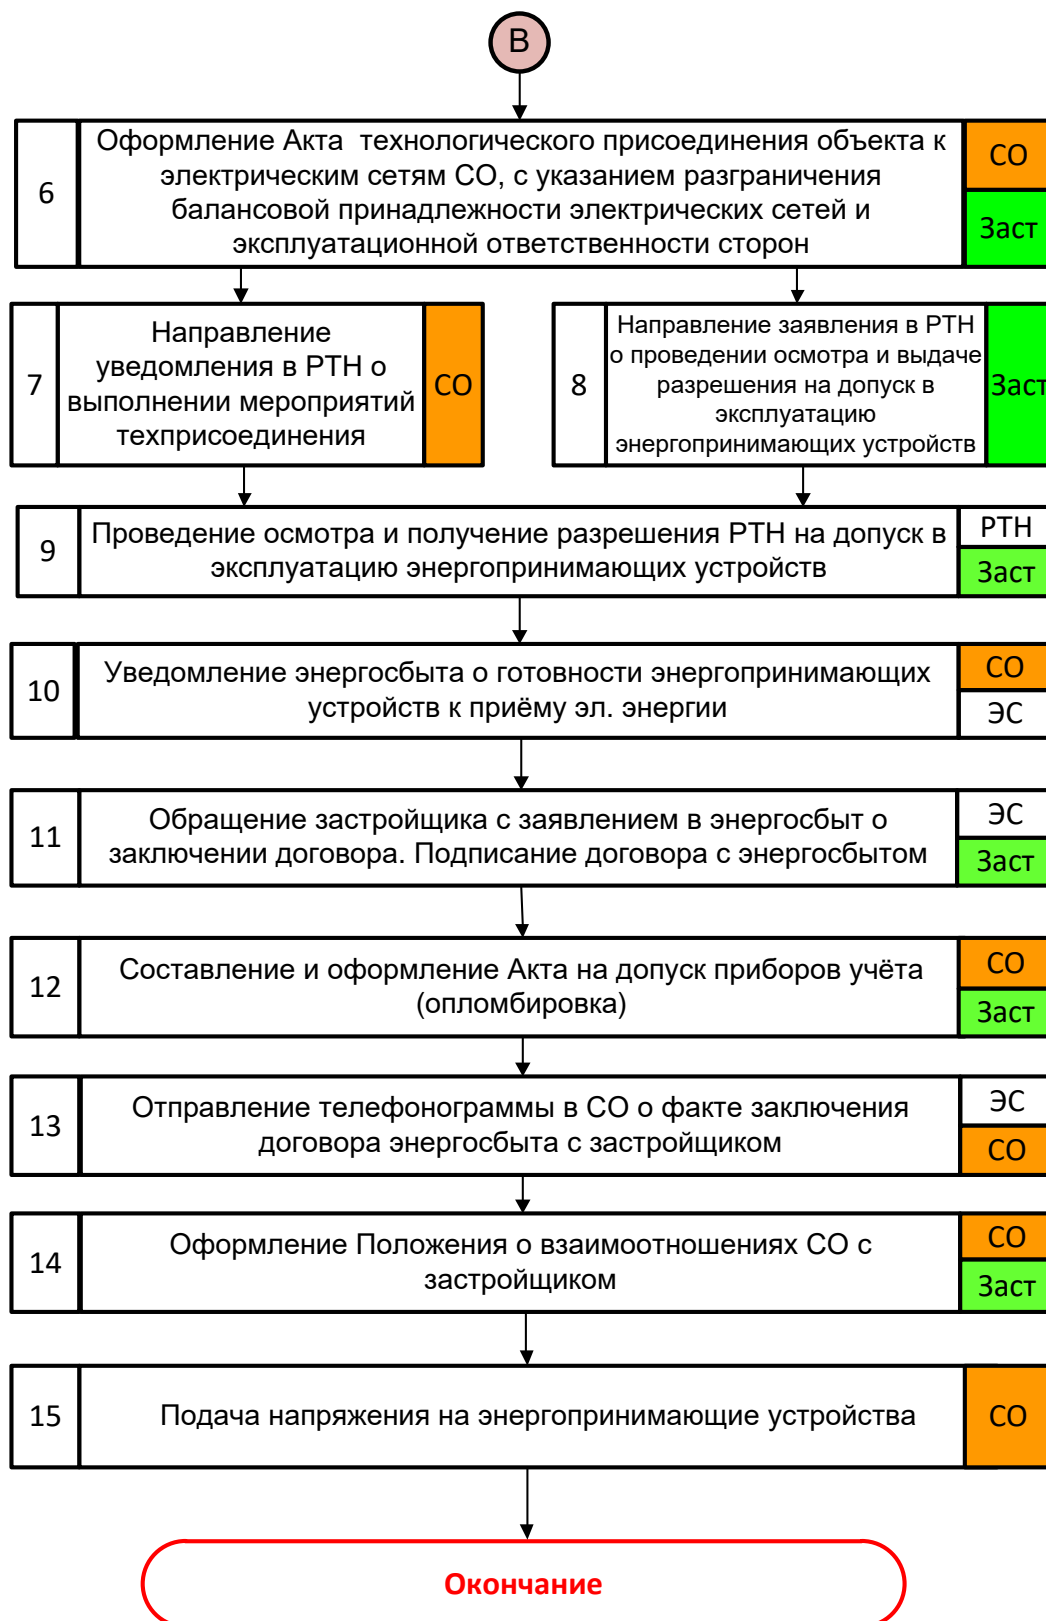 В
6
Оформление Акта технологического присоединения объекта к
электрическим сетям СО, с указанием разграничения
балансовой принадлежности электрических сетей и
эксплуатационной ответственности сторон
СО
Заст
7
Направление
уведомления в РТН о
выполнении мероприятий
техприсоединения
СО
8
Направление заявления в РТН
о проведении осмотра и выдаче
разрешения на допуск в
эксплуатацию
энергопринимающих устройств
Заст
9
Проведение осмотра и получение разрешения РТН на допуск в
эксплуатацию энергопринимающих устройств
РТН
Заст
10
Уведомление энергосбыта о готовности энергопринимающих
устройств к приёму эл. энергии
СО
ЭС
11
Обращение застройщика с заявлением в энергосбыт о
заключении договора. Подписание договора с энергосбытом
ЭС
Заст
12
Составление и оформление Акта на допуск приборов учёта
(опломбировка)
СО
Заст
13
Отправление телефонограммы в СО о факте заключения
договора энергосбыта с застройщиком
ЭС
СО
14
Оформление Положения о взаимоотношениях СО с
застройщиком
СО
Заст
15
Подача напряжения на энергопринимающие устройства
СО
Окончание